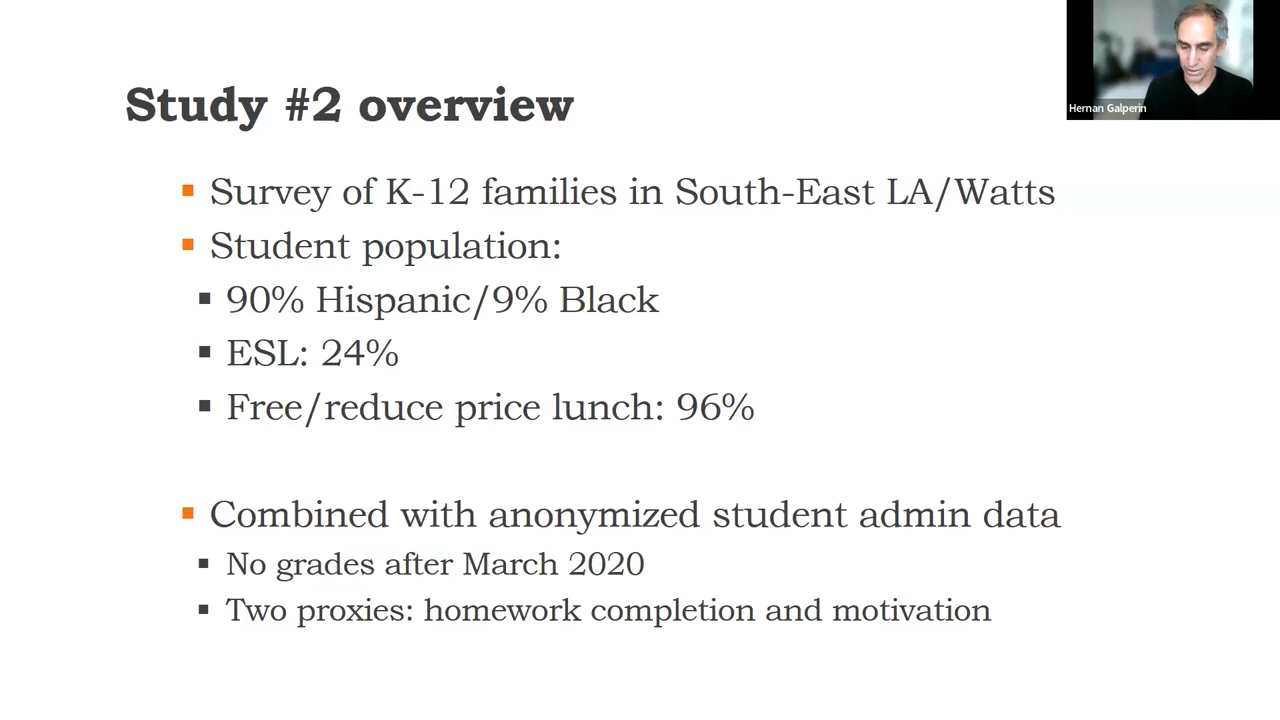 Study #2 overview
Hernan Galperin
Survey of K-12 families in South-East LA/Watts
Student population:
90% Hispanic/9% Black
ESL: 24%
Free/reduce price lunch: 96%
Combined with anonymized student admin data
No grades after March 2020
Two proxies: homework completion and motivation